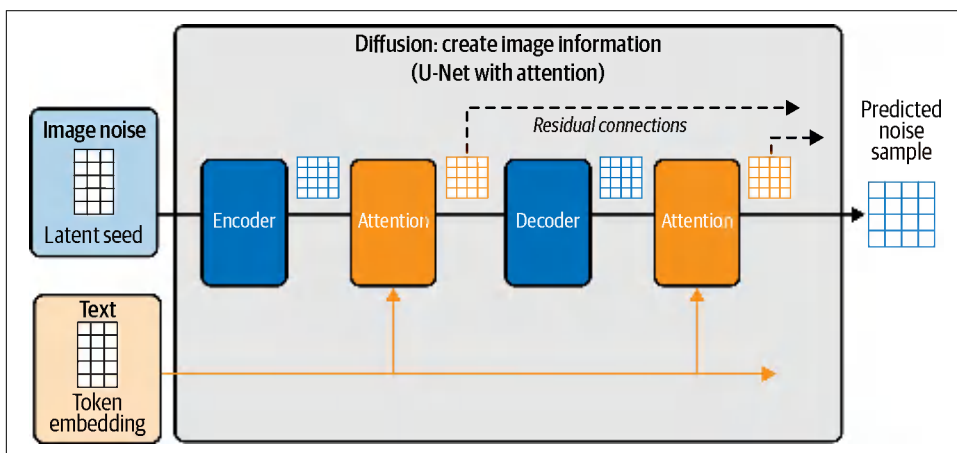 Diffusion: create image information
(U-Net with attention)
Image noise
Latent seed
Residual connections
Predicted
noise
sample
Encoder
Attention
Decoder
Attention
Text
Token
embedding